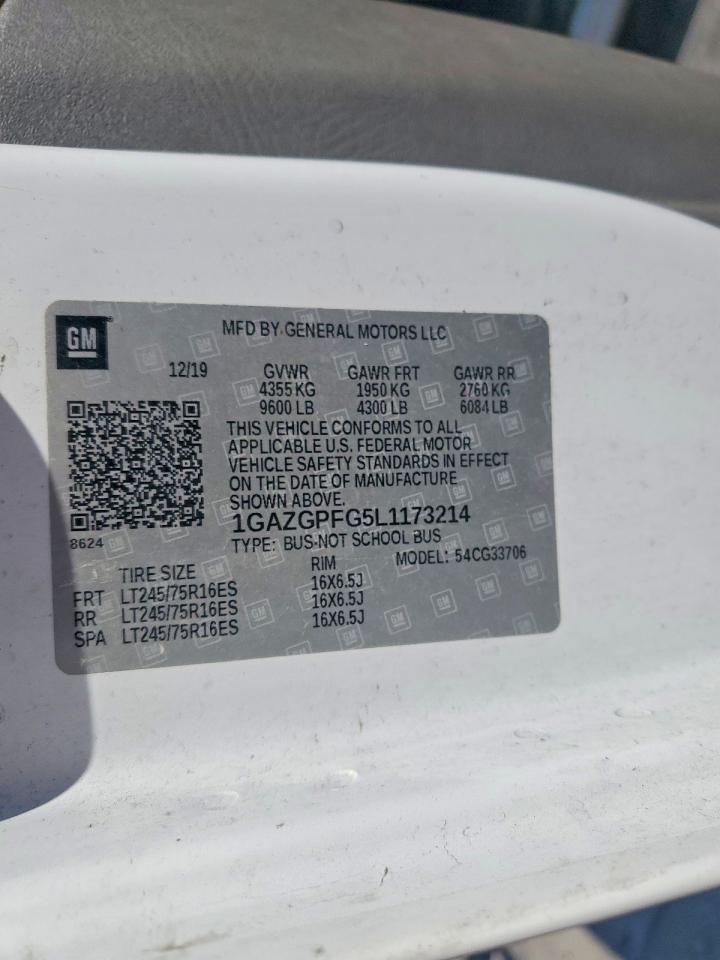 GM
MFD BY GENERAL MOTORS LLC
12/19 GVWR GAWR FRT GAWR RR
4355 KG 1950 KG 2760 KG
9600 LB 4300 LB 6084 LB
THIS VEHICLE CONFORMS TO ALL
APPLICABLE U.S. FEDERAL MOTOR
VEHICLE SAFETY STANDARDS IN EFFECT
ON THE DATE OF MANUFACTURE
SHOWN ABOVE.
1GAZGPFG5L1173214
8624
TYPE: BUS-NOT SCHOOL BUS
MODEL: 54CG33706
TIRE SIZE RIM
FRT LT245/75R16ES 16X6.5J
RR LT245/75R16ES 16X6.5J
SPA LT245/75R16ES 16X6.5J